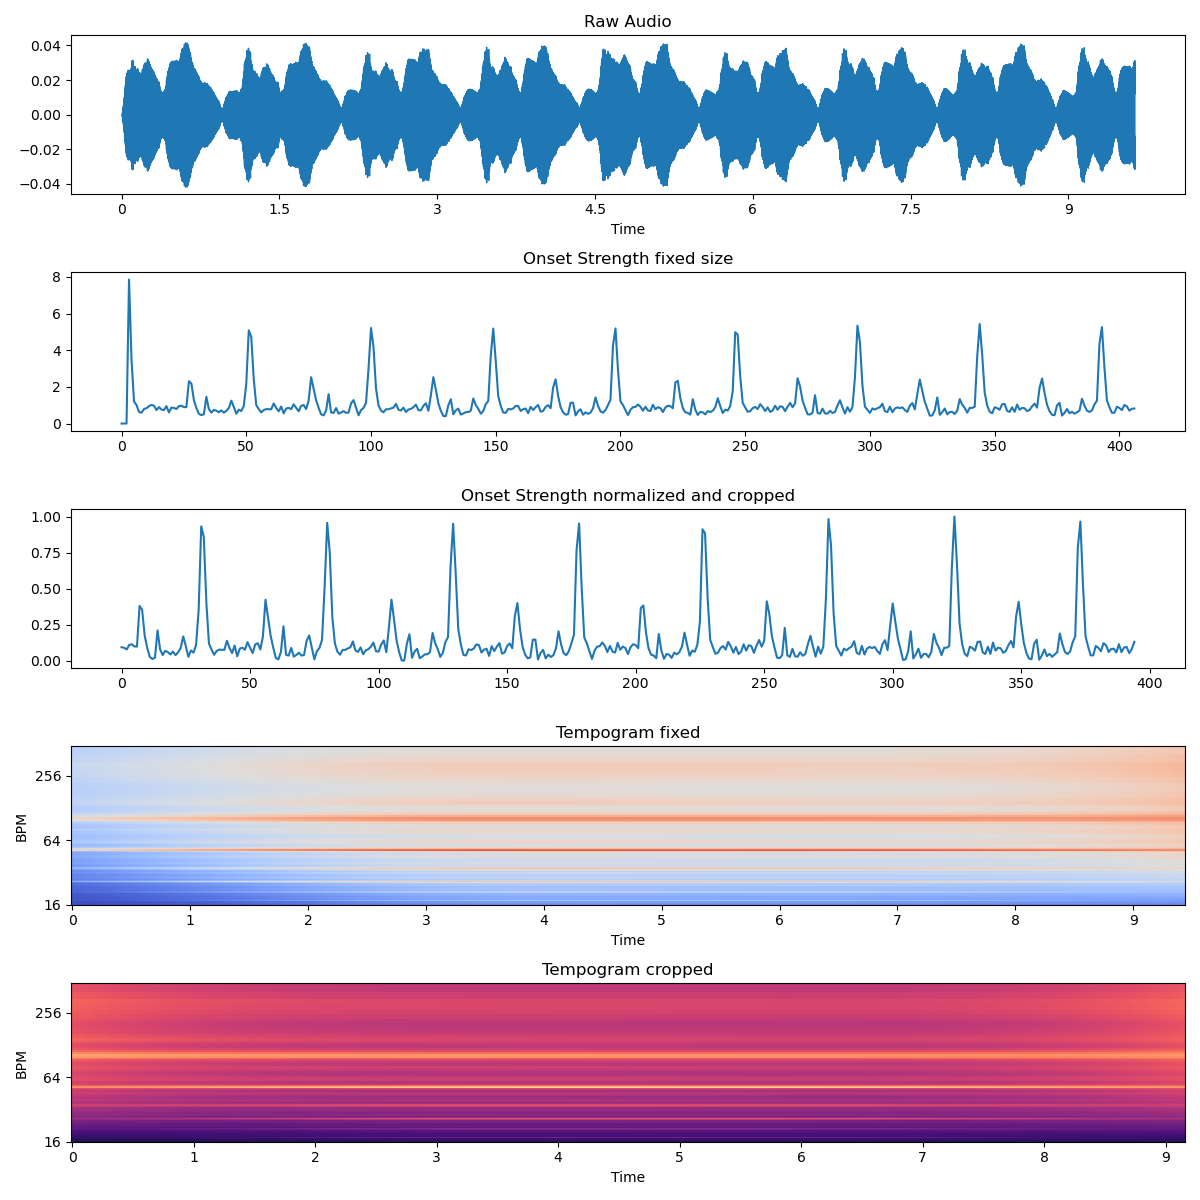 Raw Audio
0.04
0.02
0.00
−0.02
−0.04
0 1.5 3 4.5 6 7.5 9
Time
Onset Strength fixed size
8
6
4
2
0
0 50 100 150 200 250 300 350 400
Onset Strength normalized and cropped
1.00
0.75
0.50
0.25
0.00
0 50 100 150 200 250 300 350 400
Tempogram fixed
256
BPM
64
16
0 1 2 3 4 5 6 7 8 9
Time
Tempogram cropped
256
BPM
64
16
0 1 2 3 4 5 6 7 8 9
Time